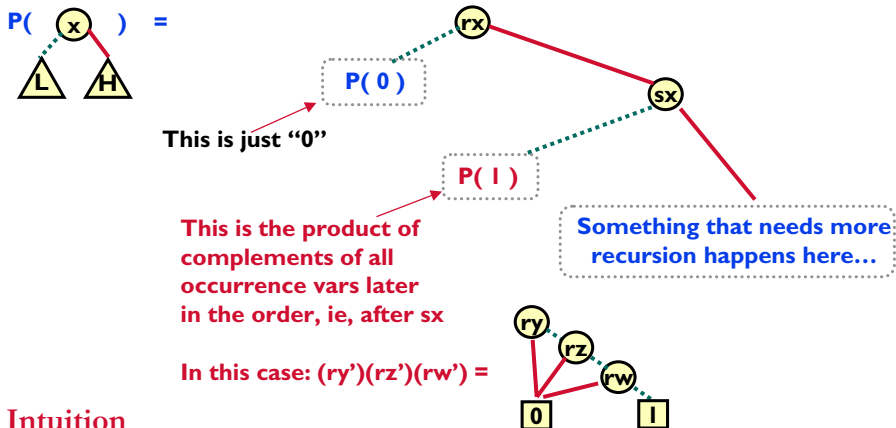 P( x ) =
L H
rx
P( 0 )
sx
This is just “0”
P( 1 )
This is the product of
complements of all
occurrence vars later
in the order, ie, after sx
Something that needs more
recursion happens here…
In this case: (ry’)(rz’)(rw’) =
ry
rz
rw
0 1
Intuition